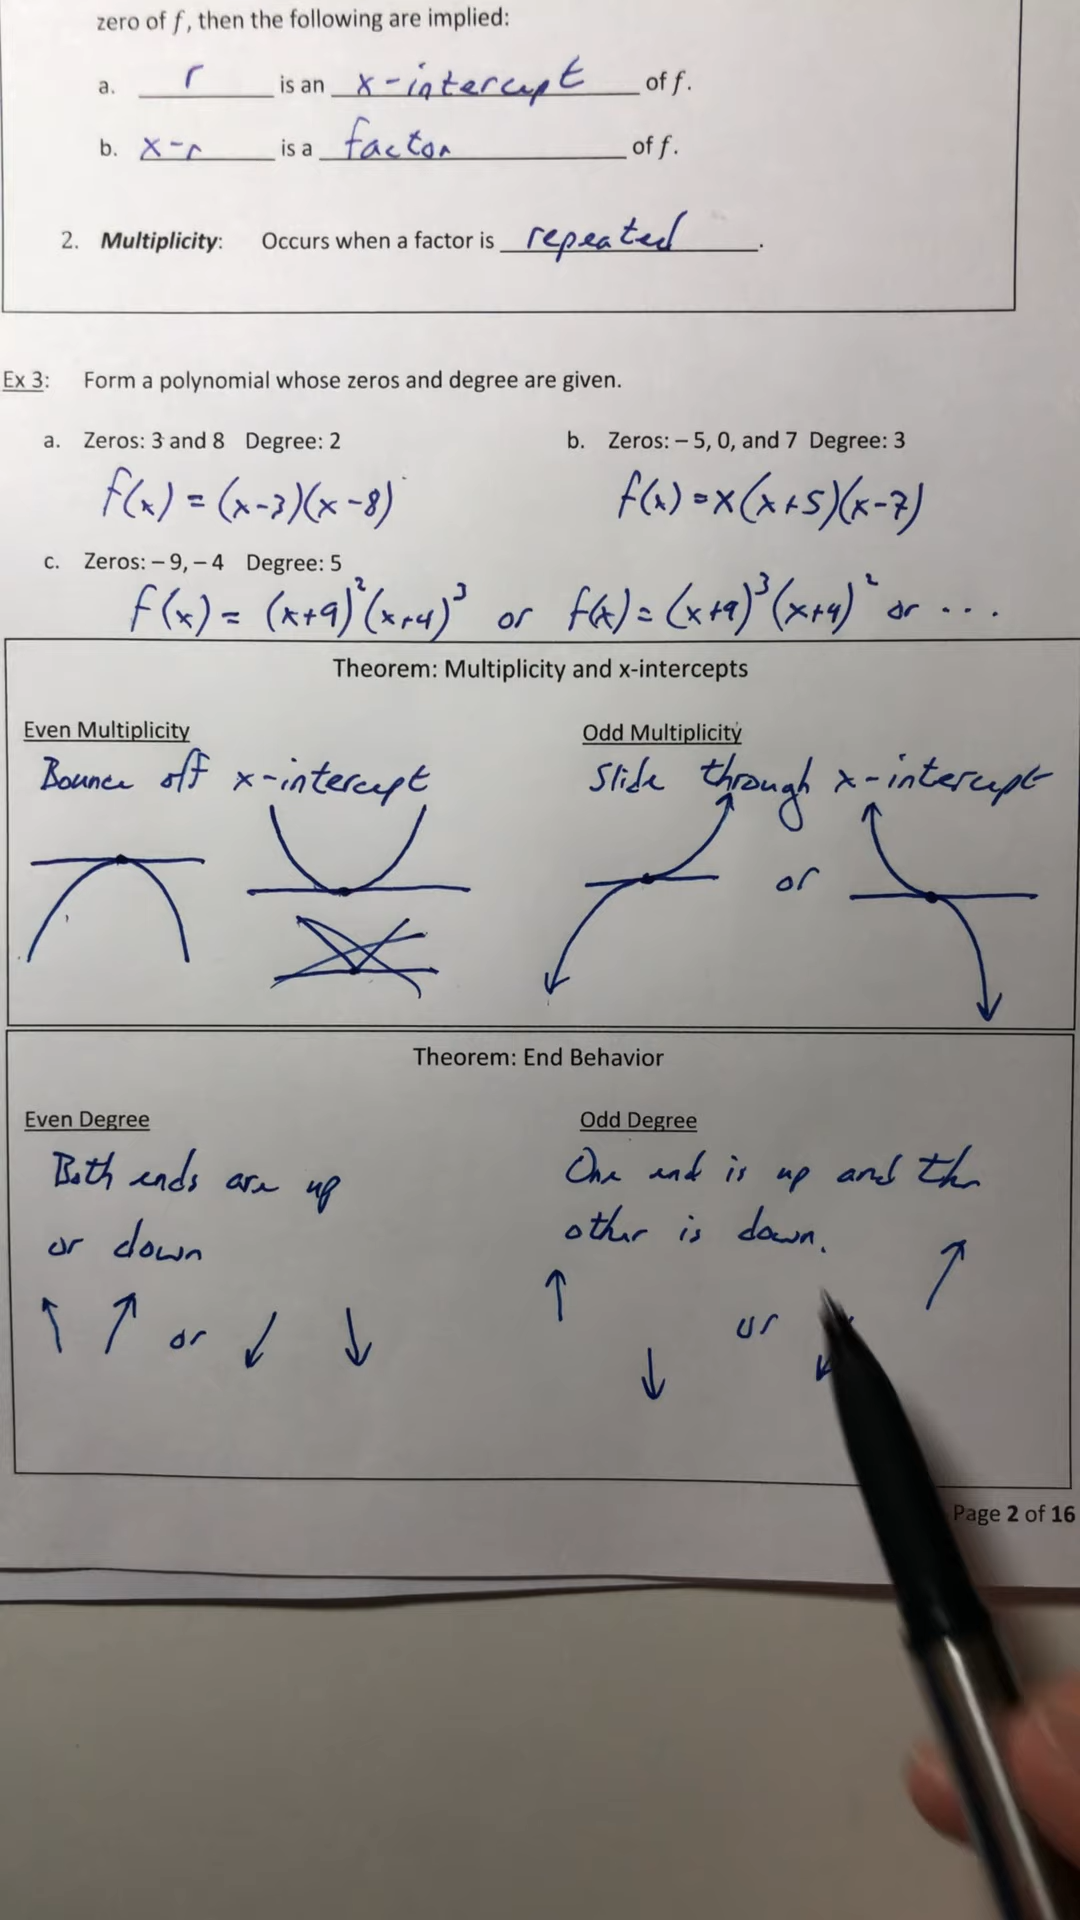 zero of f, then the following are implied:
a. r is an x-intercept of f.
b. x-r is a factor of f.
2. Multiplicity: Occurs when a factor is repeated.
Ex 3: Form a polynomial whose zeros and degree are given.
a. Zeros: 3 and 8 Degree: 2
b. Zeros: – 5, 0, and 7 Degree: 3
f(x) = (x-3)(x-8)
f(x) = x(x+5)(x-7)
c. Zeros: – 9, – 4 Degree: 5
f(x) = (x+9)²(x+4)³ or f(x) = (x+9)³(x+4)² or ...
Theorem: Multiplicity and x-intercepts
Even Multiplicity
Odd Multiplicity
Bounce off x-intercept
Slide through x-intercept
or
Theorem: End Behavior
Even Degree
Odd Degree
Both ends are up
or down
One end is up and the
other is down.
↑ ↗ or ↙ ↓
↑ ↓ or ↙ ↗
Page 2 of 16